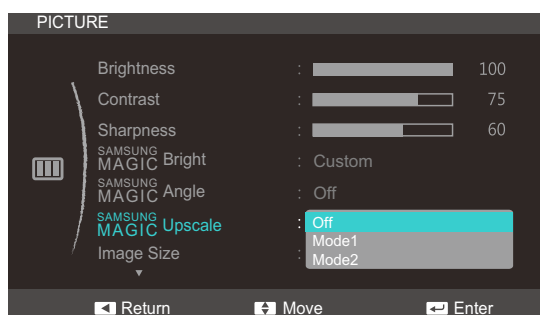 PICTURE
Brightness : 100
Contrast : 75
Sharpness : 60
SAMSUNG MAGIC Bright : Custom
SAMSUNG MAGIC Angle : Off
SAMSUNG MAGIC Upscale : Off
Mode1
Image Size :
Mode2
Return Move Enter